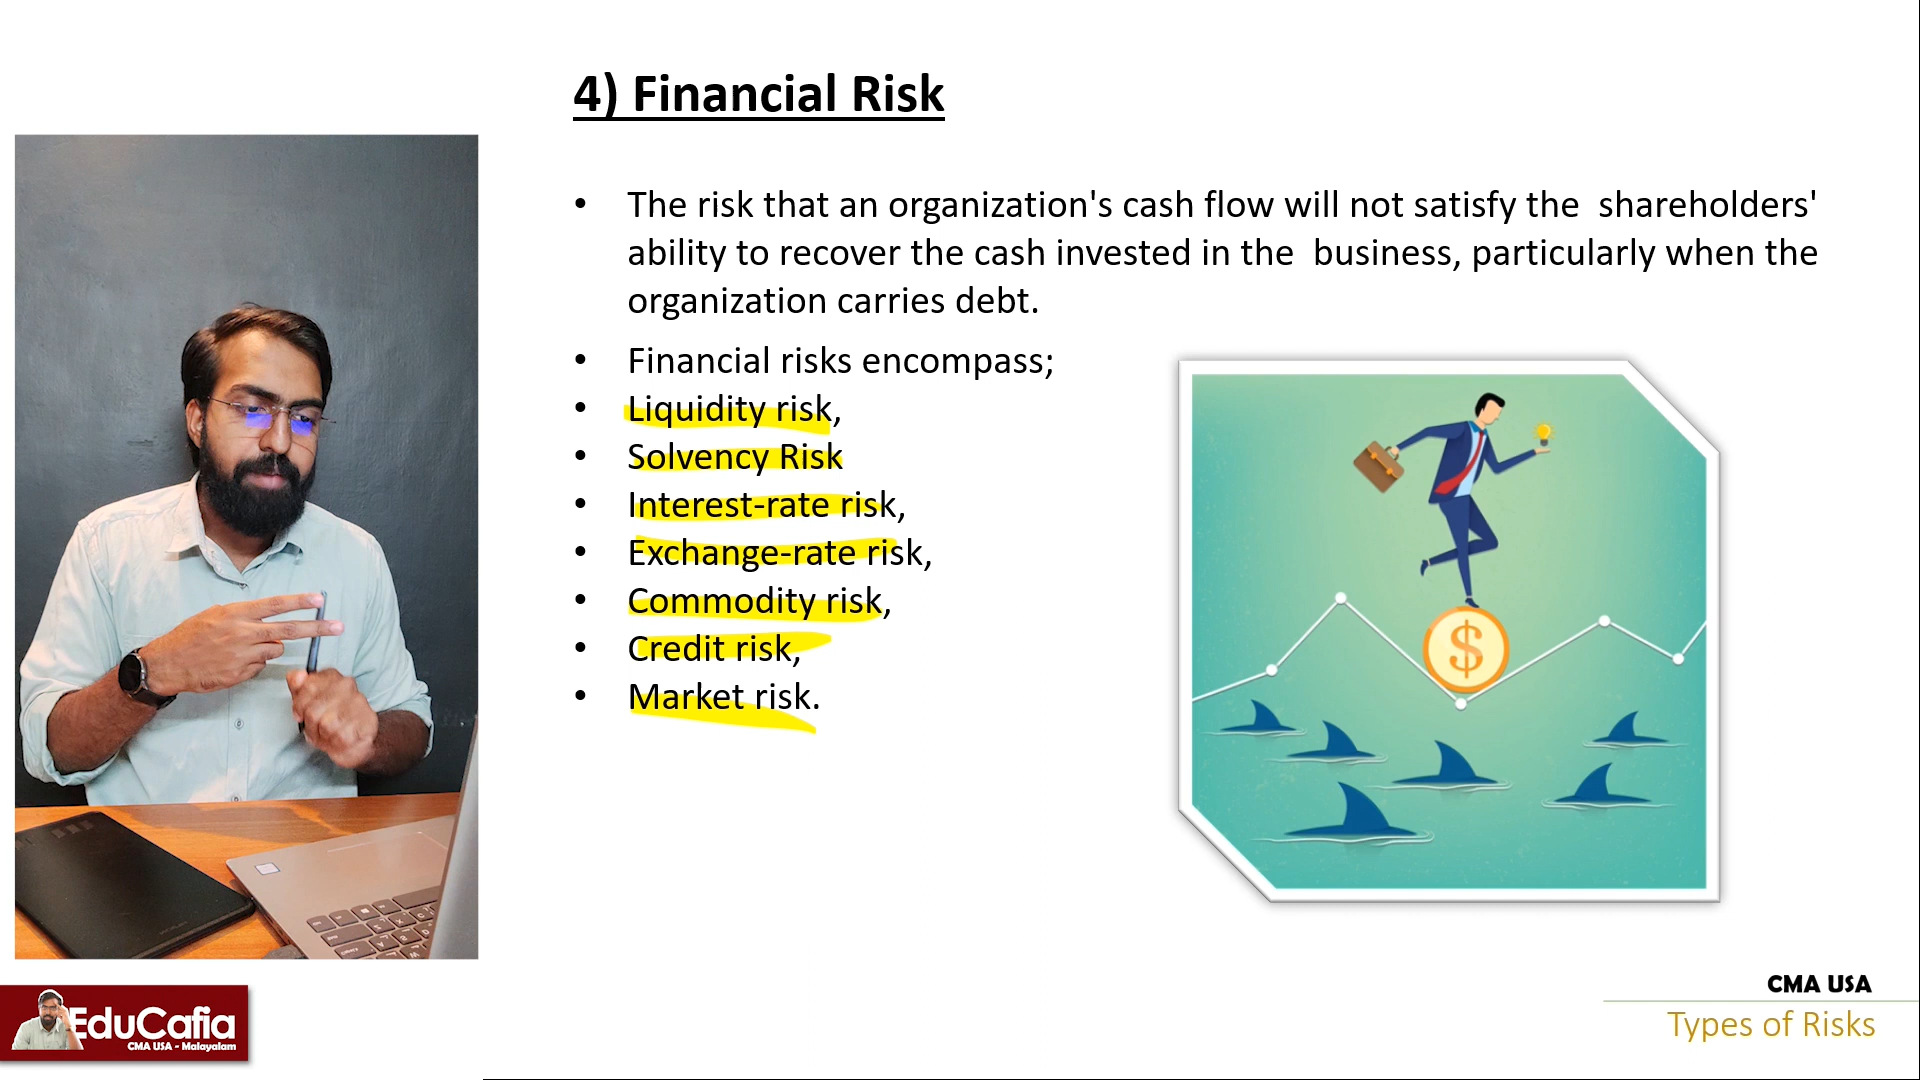 4) Financial Risk
• The risk that an organization's cash flow will not satisfy the shareholders'
ability to recover the cash invested in the business, particularly when the
organization carries debt.
• Financial risks encompass;
• Liquidity risk,
• Solvency Risk
• Interest-rate risk,
• Exchange-rate risk,
• Commodity risk,
• Credit risk,
• Market risk.
$
EduCafia
CMA USA - Malayalam
CMA USA
Types of Risks